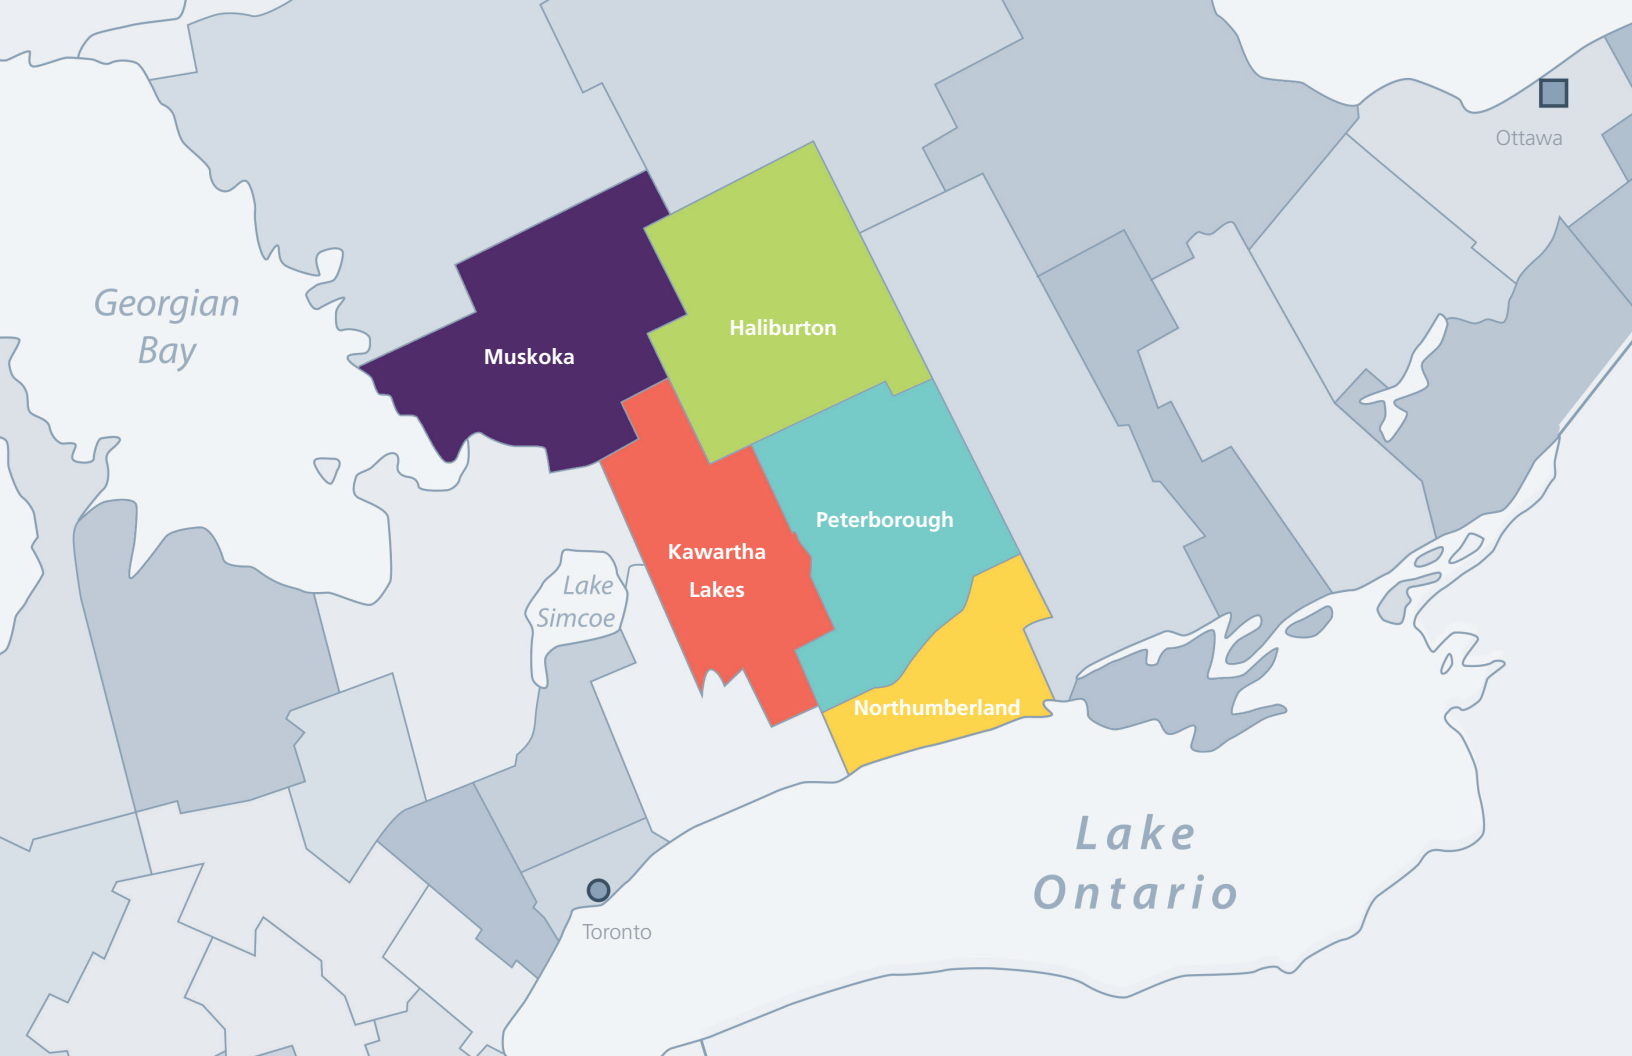 Ottawa
Georgian
Bay
Haliburton
Muskoka
Peterborough
Kawartha
Lakes
Lake
Simcoe
Northumberland
Lake
Ontario
Toronto